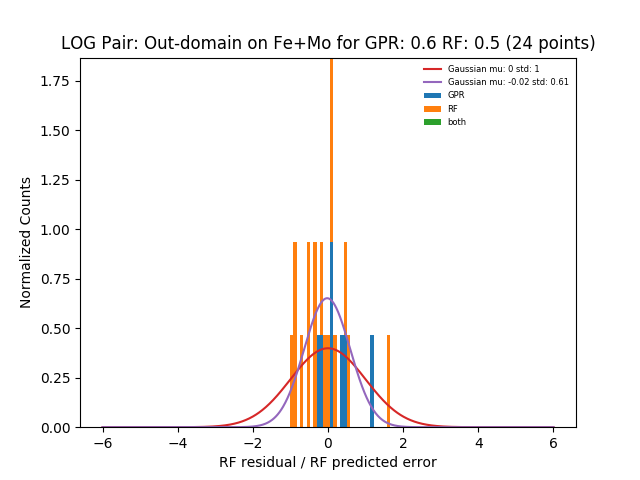 LOG Pair: Out-domain on Fe+Mo for GPR: 0.6 RF: 0.5 (24 points)
Gaussian mu: 0 std: 1
Gaussian mu: -0.02 std: 0.61
GPR
RF
both
Normalized Counts
1.75
1.50
1.25
1.00
0.75
0.50
0.25
0.00
−6
−4
−2
0
2
4
6
RF residual / RF predicted error